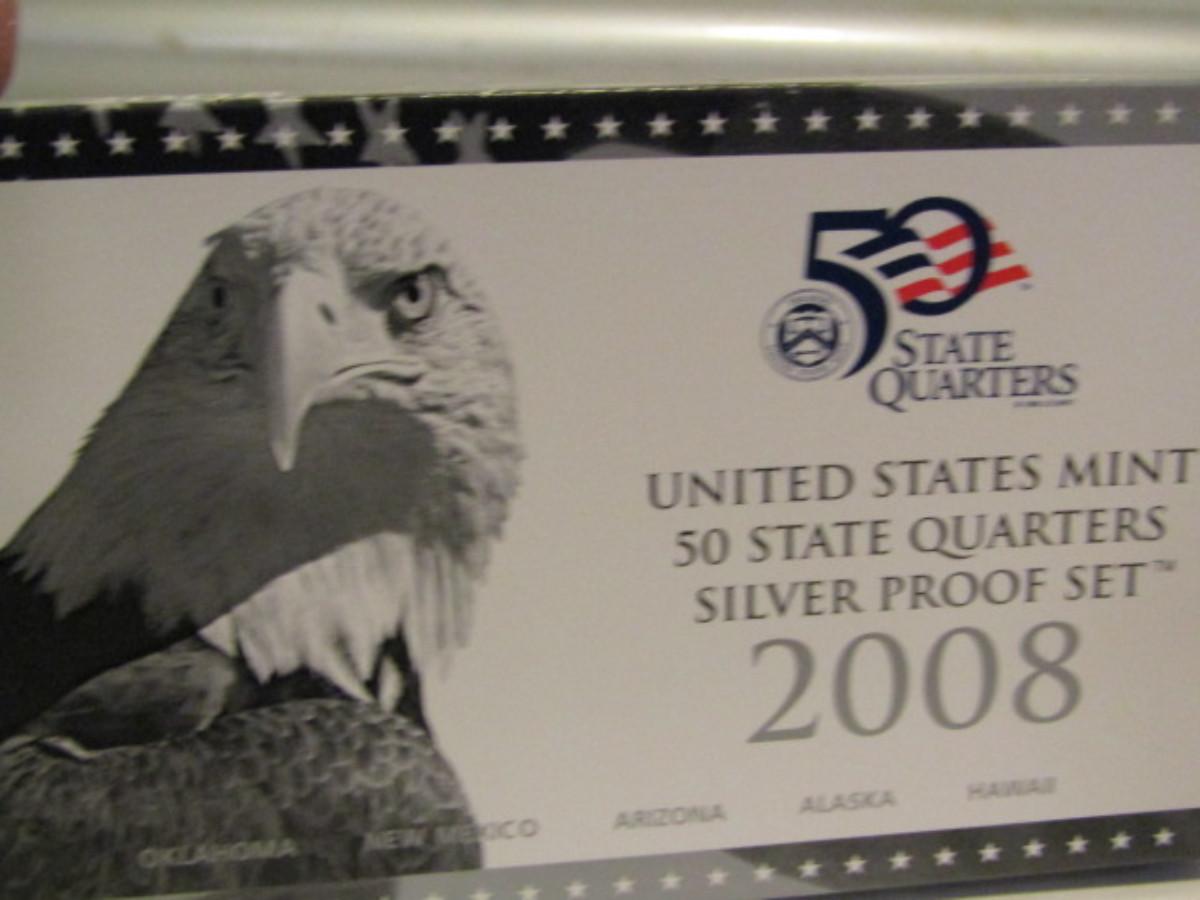 50
STATE
QUARTERS
UNITED STATES MINT
50 STATE QUARTERS
SILVER PROOF SET™
2008
OKLAHOMA NEW MEXICO ARIZONA ALASKA HAWAII